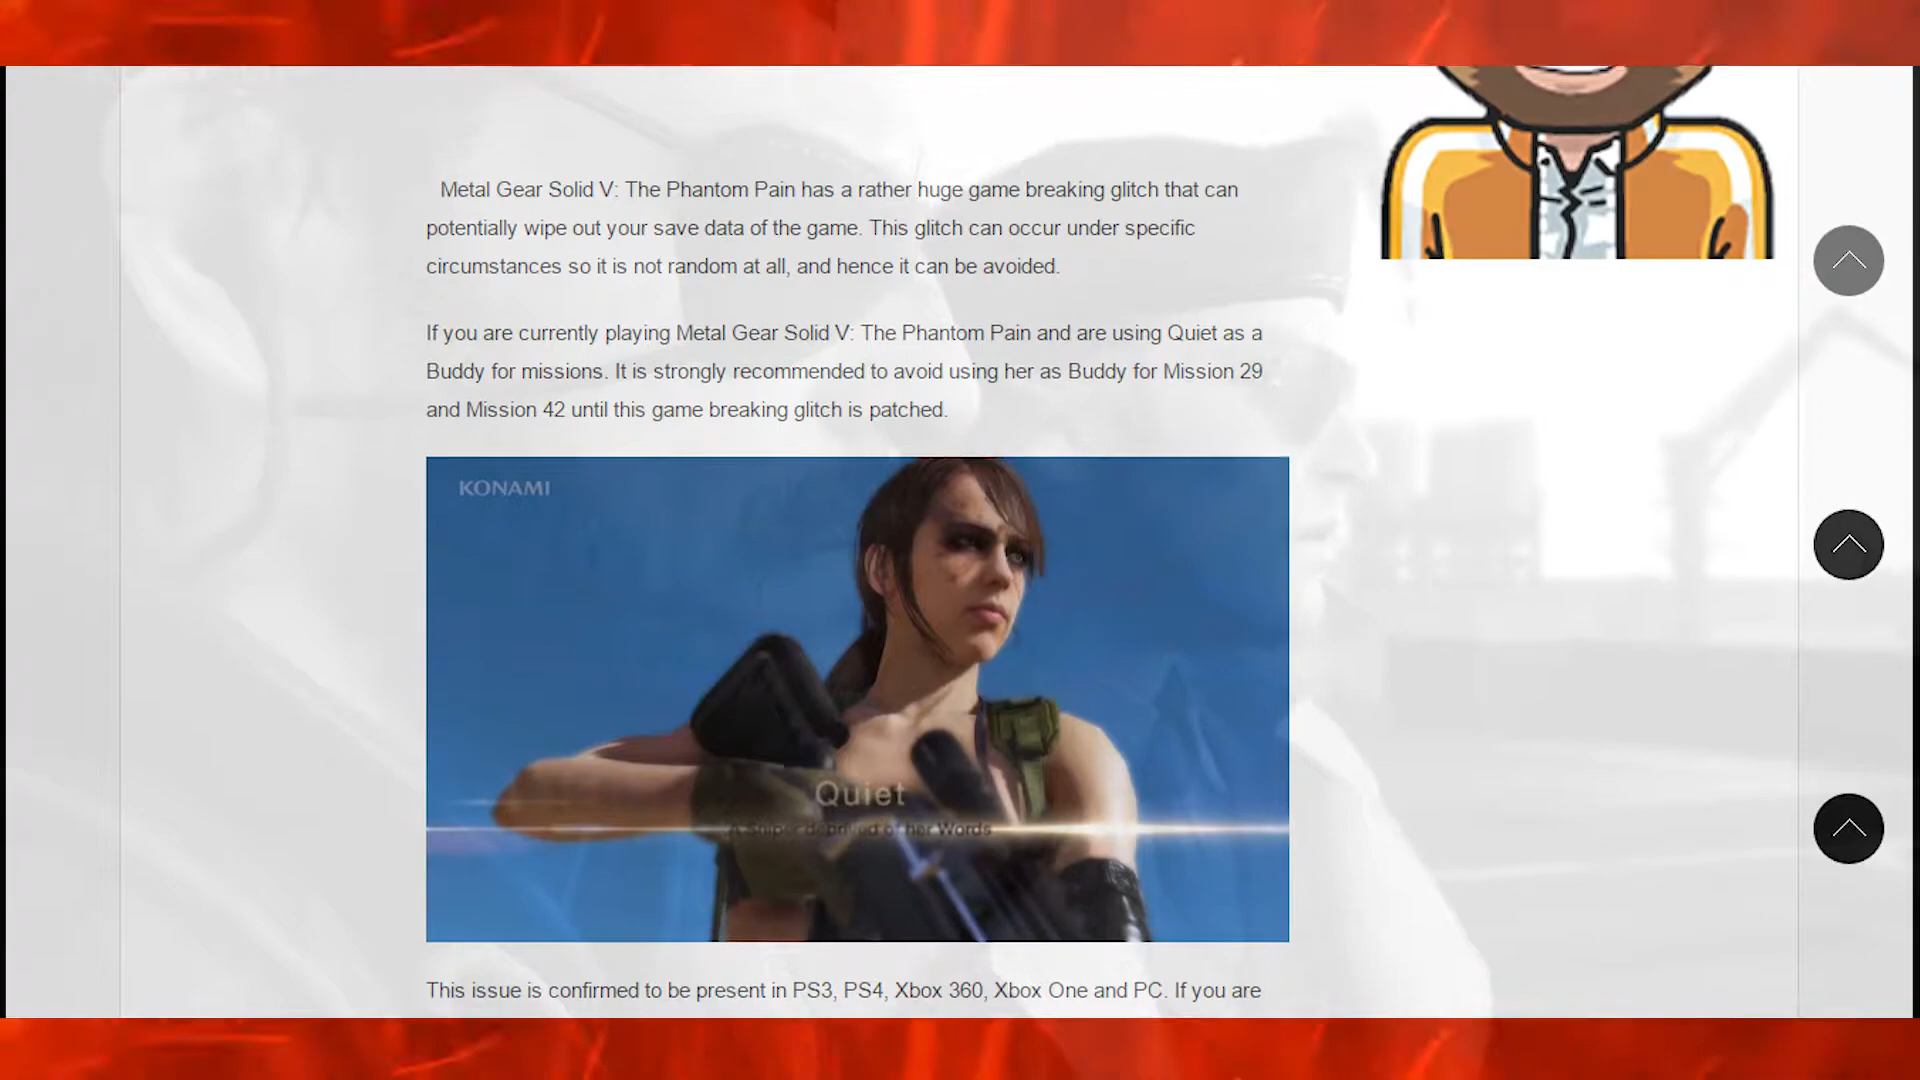 Metal Gear Solid V: The Phantom Pain has a rather huge game breaking glitch that can
potentially wipe out your save data of the game. This glitch can occur under specific
circumstances so it is not random at all, and hence it can be avoided.
If you are currently playing Metal Gear Solid V: The Phantom Pain and are using Quiet as a
Buddy for missions. It is strongly recommended to avoid using her as Buddy for Mission 29
and Mission 42 until this game breaking glitch is patched.
KONAMI
Quiet
A Sniper deprived of her Words
This issue is confirmed to be present in PS3, PS4, Xbox 360, Xbox One and PC. If you are